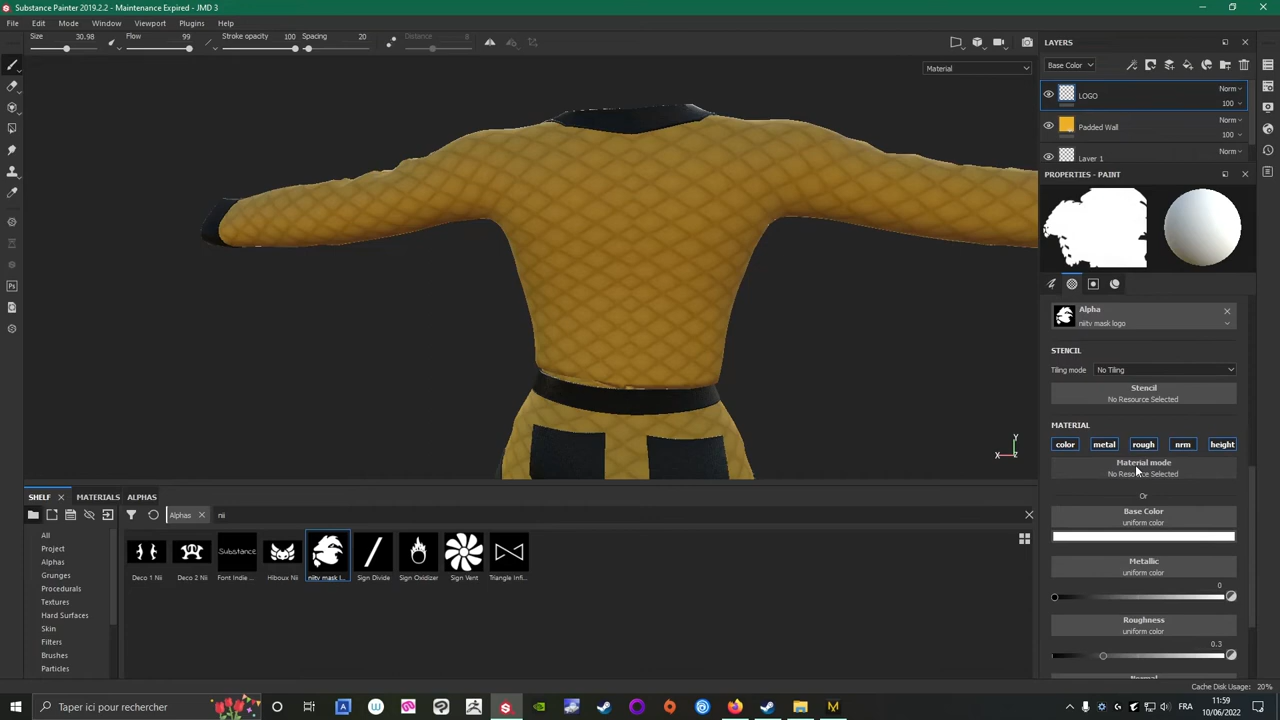 Substance Painter 2019.2.2 - Maintenance Expired - JMD 3
File Edit Mode Window Viewport Plugins Help
Size 30.98 Flow 99 Stroke opacity 100 Spacing 20 Distance 8
Material
LAYERS
Base Color
LOGO Norm 100
Padded Wall Norm 100
Layer 1 Norm
PROPERTIES - PAINT
Alpha
niitv mask logo
STENCIL
Tiling mode No Tiling
Stencil
No Resource Selected
MATERIAL
color metal rough nrm height
Material mode
No Resource Selected
Or
Base Color
uniform color
Metallic
uniform color
0
Roughness
uniform color
0.3
Y
X Z
SHELF MATERIALS ALPHAS
Alphas nii
All
Project
Alphas
Grunges
Procedurals
Textures
Hard Surfaces
Skin
Filters
Brushes
Particles
Substance
Deco 1 Nii Deco 2 Nii Font Indie ... Hiboux Nii niitv mask l... Sign Divide Sign Oxidizer Sign Vent Triangle Infi...
Cache Disk Usage: 20%
Taper ici pour rechercher
Ps
FRA
11:59
10/06/2022